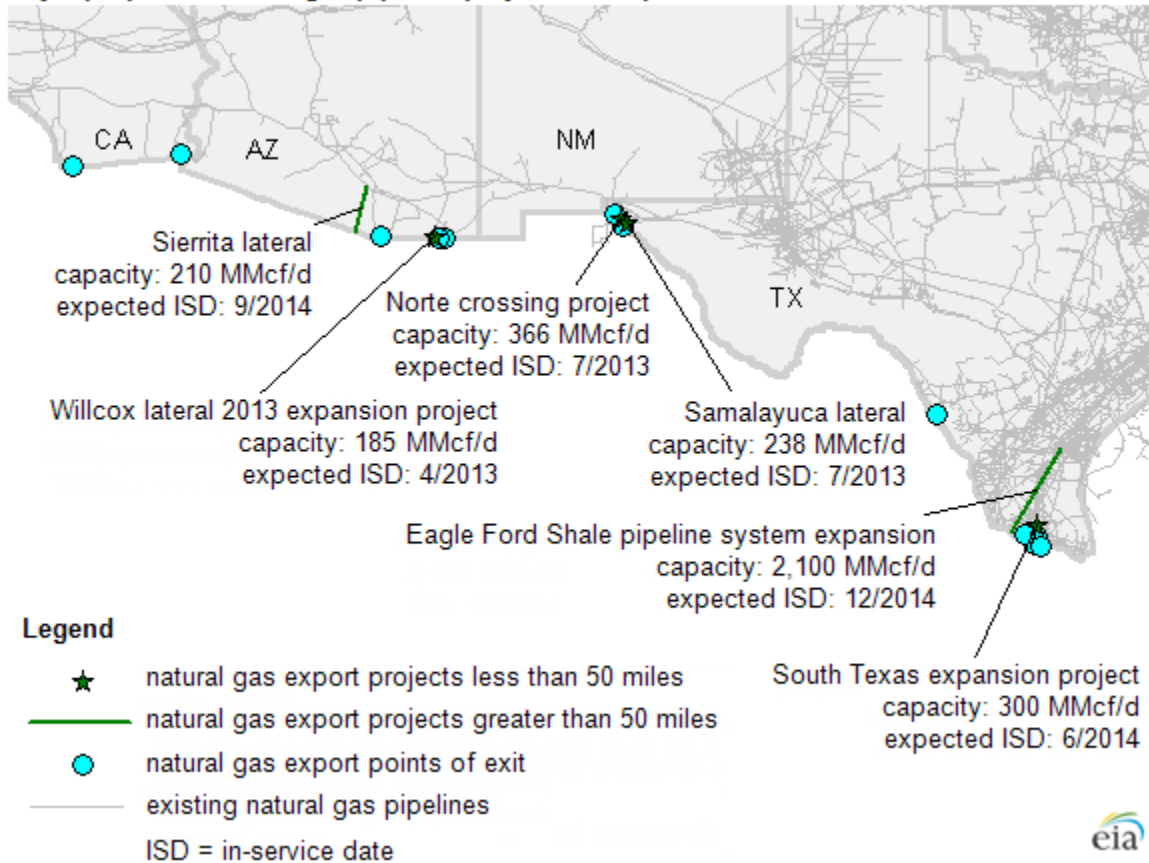 CA
AZ
NM
TX
Sierrita lateral
capacity: 210 MMcf/d
expected ISD: 9/2014
Norte crossing project
capacity: 366 MMcf/d
expected ISD: 7/2013
Willcox lateral 2013 expansion project
capacity: 185 MMcf/d
expected ISD: 4/2013
Samalayuca lateral
capacity: 238 MMcf/d
expected ISD: 7/2013
Eagle Ford Shale pipeline system expansion
capacity: 2,100 MMcf/d
expected ISD: 12/2014
South Texas expansion project
capacity: 300 MMcf/d
expected ISD: 6/2014
Legend
natural gas export projects less than 50 miles
natural gas export projects greater than 50 miles
natural gas export points of exit
existing natural gas pipelines
ISD = in-service date
eia